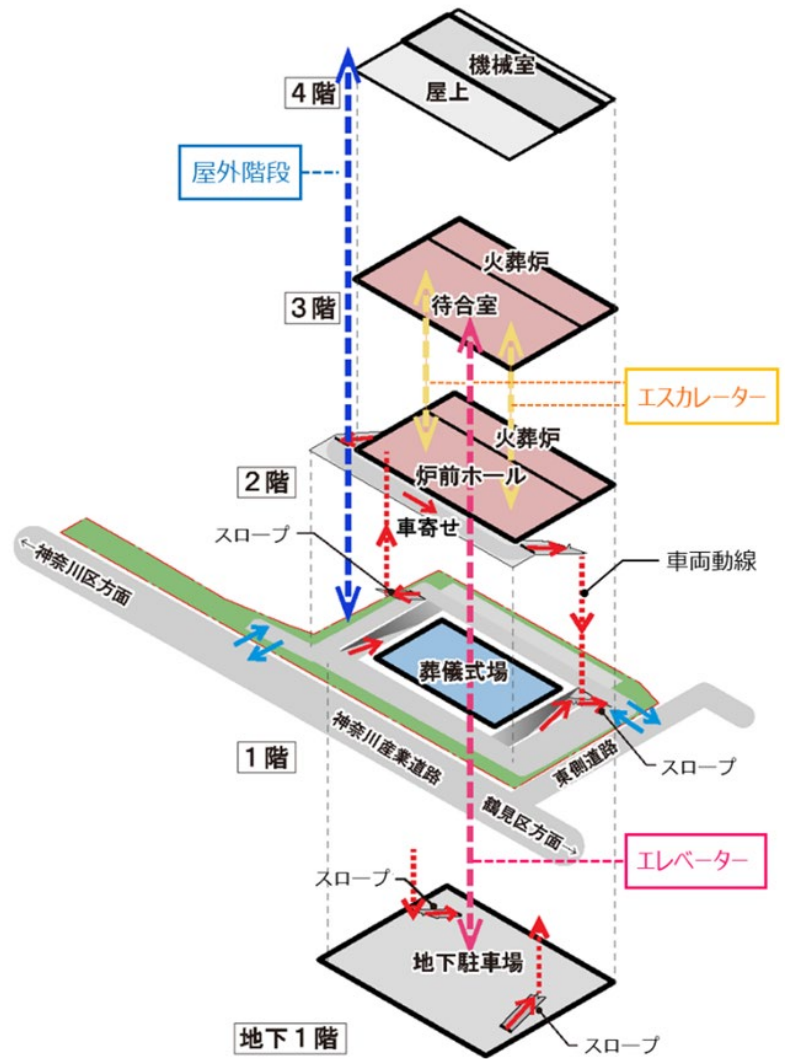 機械室
屋上
4階
屋外階段
火葬炉
待合室
3階
エスカレーター
火葬炉
炉前ホール
2階
車寄せ
スロープ
車両動線
←神奈川区方面
葬儀式場
1階
神奈川産業道路
東側道路
スロープ
鶴見区方面→
エレベーター
スロープ
地下駐車場
地下1階
スロープ